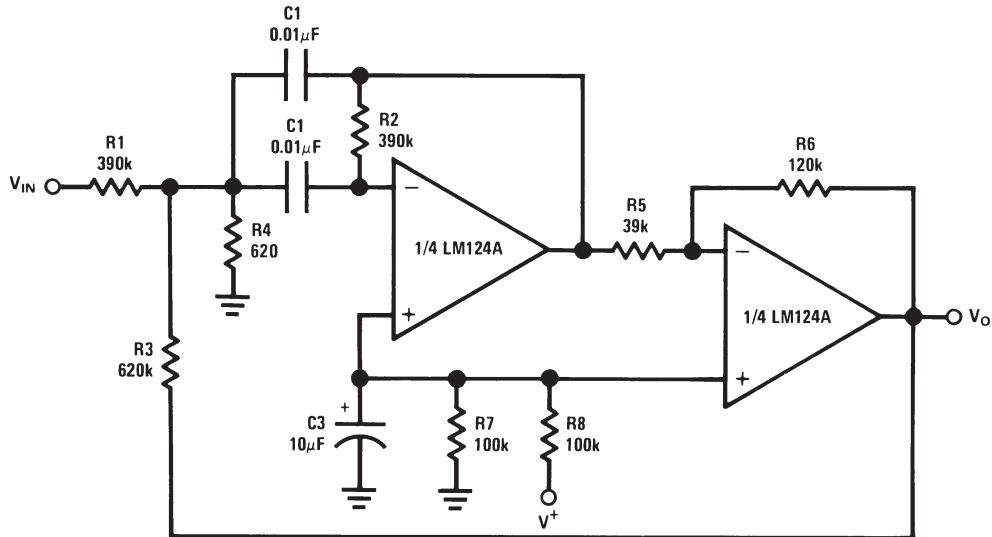 C1
0.01μF
C1
0.01μF
R2
390k
R1
390k
VIN
R4
620
R3
620k
−
+
1/4 LM124A
R5
39k
R6
120k
−
+
1/4 LM124A
VO
+
C3
10μF
R7
100k
R8
100k
V+